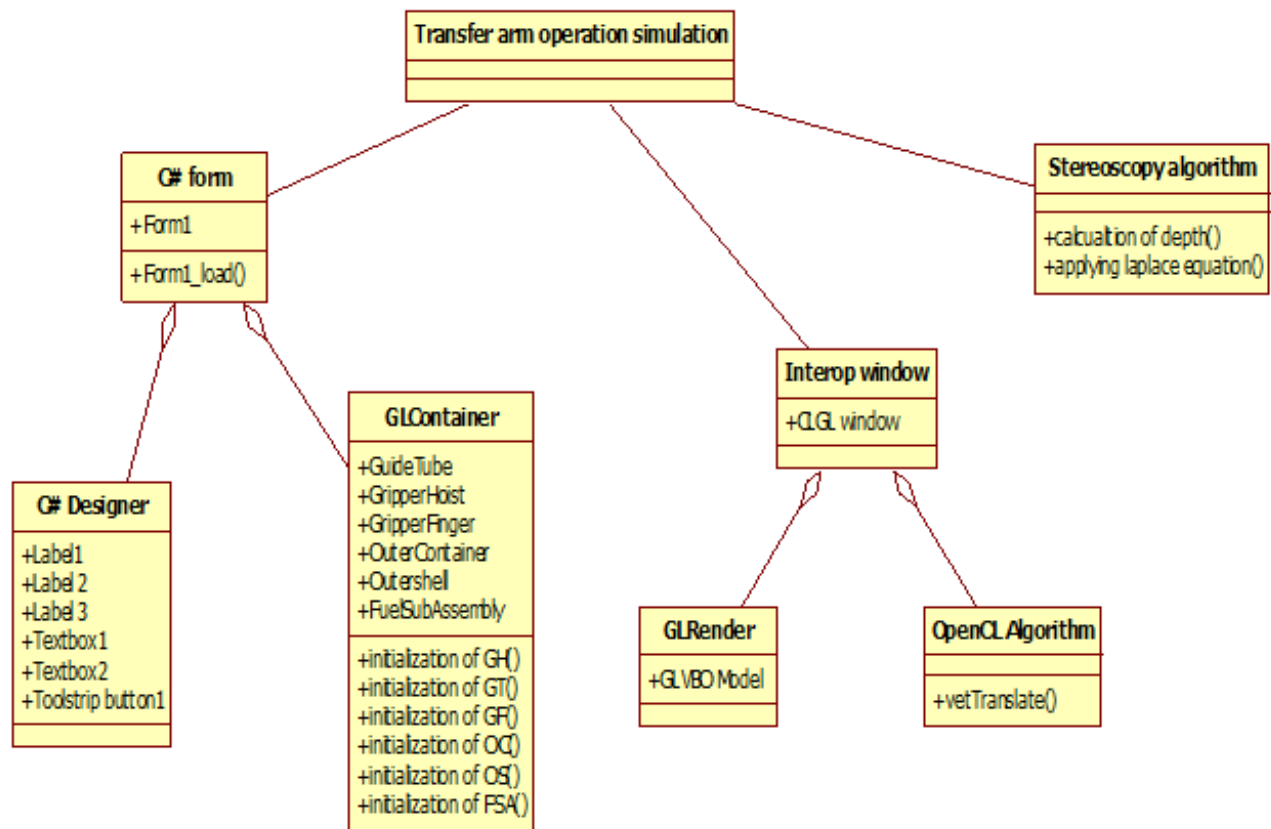 Transfer arm operation simulation
C# form
+Form1
+Form1_load()
Stereoscopy algorithm
+calcualtion of depth()
+applying laplace equation()
Interop window
+CLGL window
GLContainer
+GuideTube
+GripperHoist
+GripperFinger
+OuterContainer
+Outershell
+FuelSubAssembly
+initialization of GH()
+initialization of GT()
+initialization of GF()
+initialization of OC()
+initialization of OS()
+initialization of FSA()
C# Designer
+Label1
+Label 2
+Label 3
+Textbox1
+Textbox2
+Toolstrip button1
GLRender
+GLVBO Model
OpenCL Algorithm
+vetTranslate()